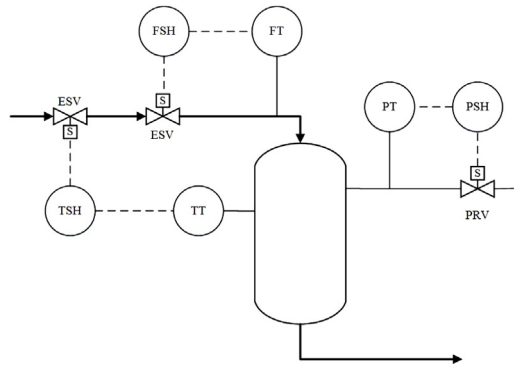 FSH FT
ESV S
S ESV
PT PSH
S
TSH TT
PRV